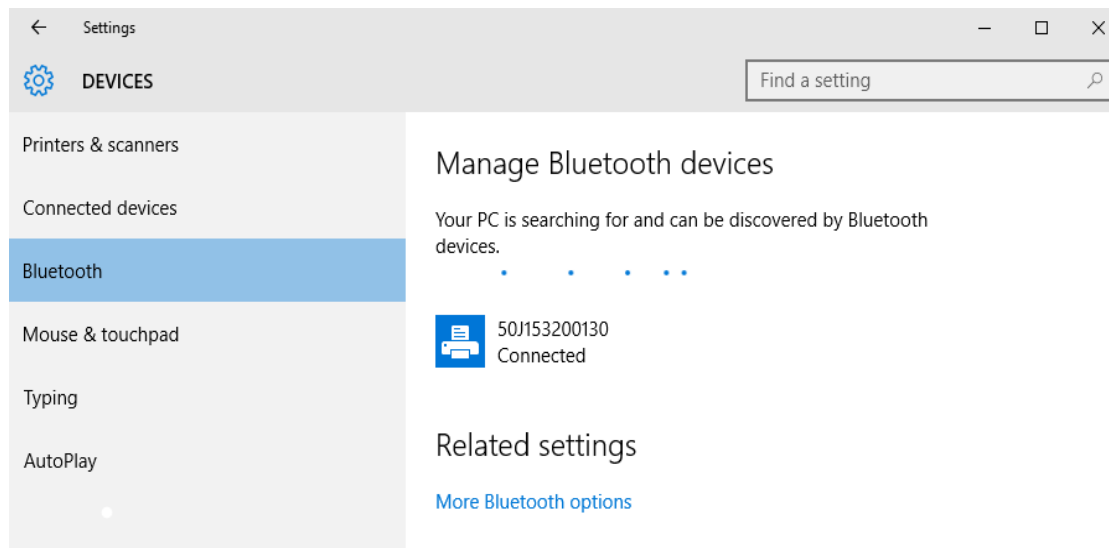 Settings
DEVICES
Find a setting
Printers & scanners
Connected devices
Bluetooth
Mouse & touchpad
Typing
AutoPlay
Manage Bluetooth devices
Your PC is searching for and can be discovered by Bluetooth
devices.
50J153200130
Connected
Related settings
More Bluetooth options